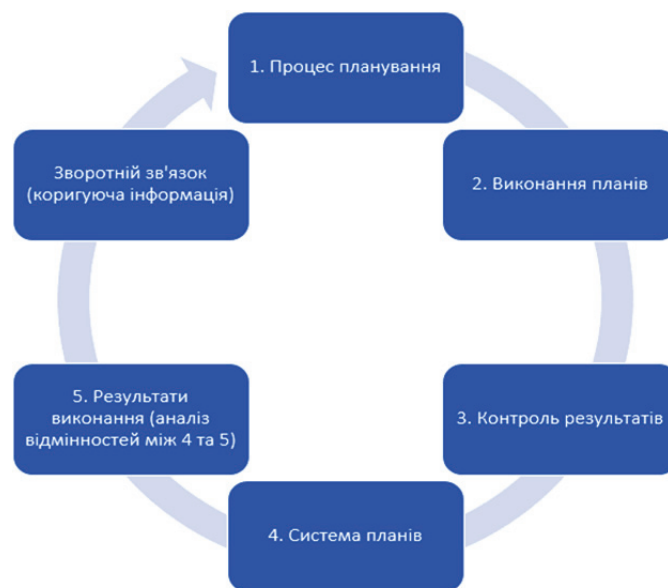 1. Процес планування
2. Виконання планів
3. Контроль результатів
4. Система планів
5. Результати
виконання (аналіз
відмінностей між 4 та 5)
Зворотній зв'язок
(коригуюча інформація)